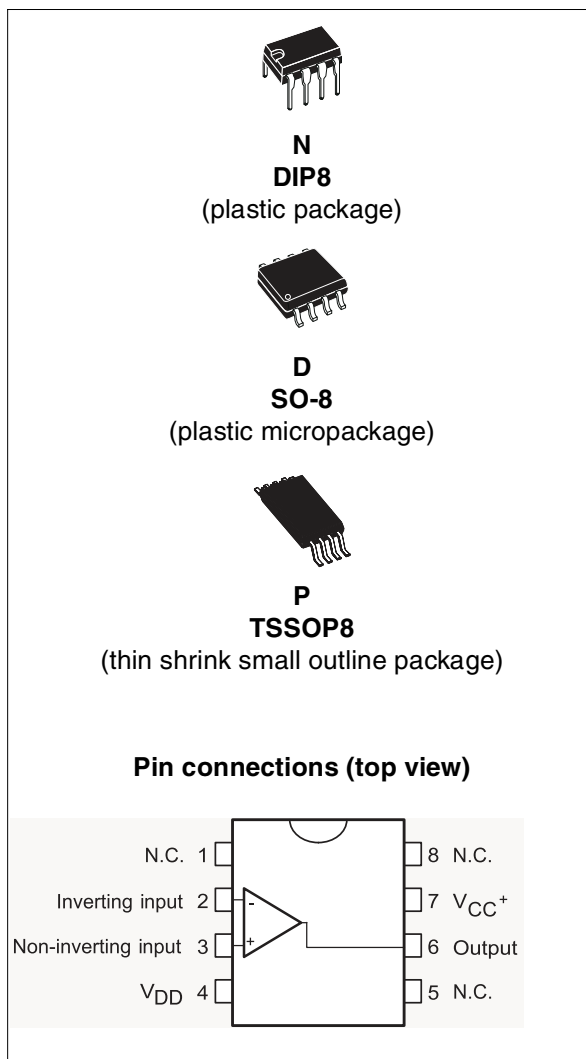 N
DIP8
(plastic package)
D
SO-8
(plastic micropackage)
P
TSSOP8
(thin shrink small outline package)
Pin connections (top view)
N.C. 1
8 N.C.
Inverting input 2
-
7 VCC+
Non-inverting input 3
+
6 Output
VDD 4
5 N.C.